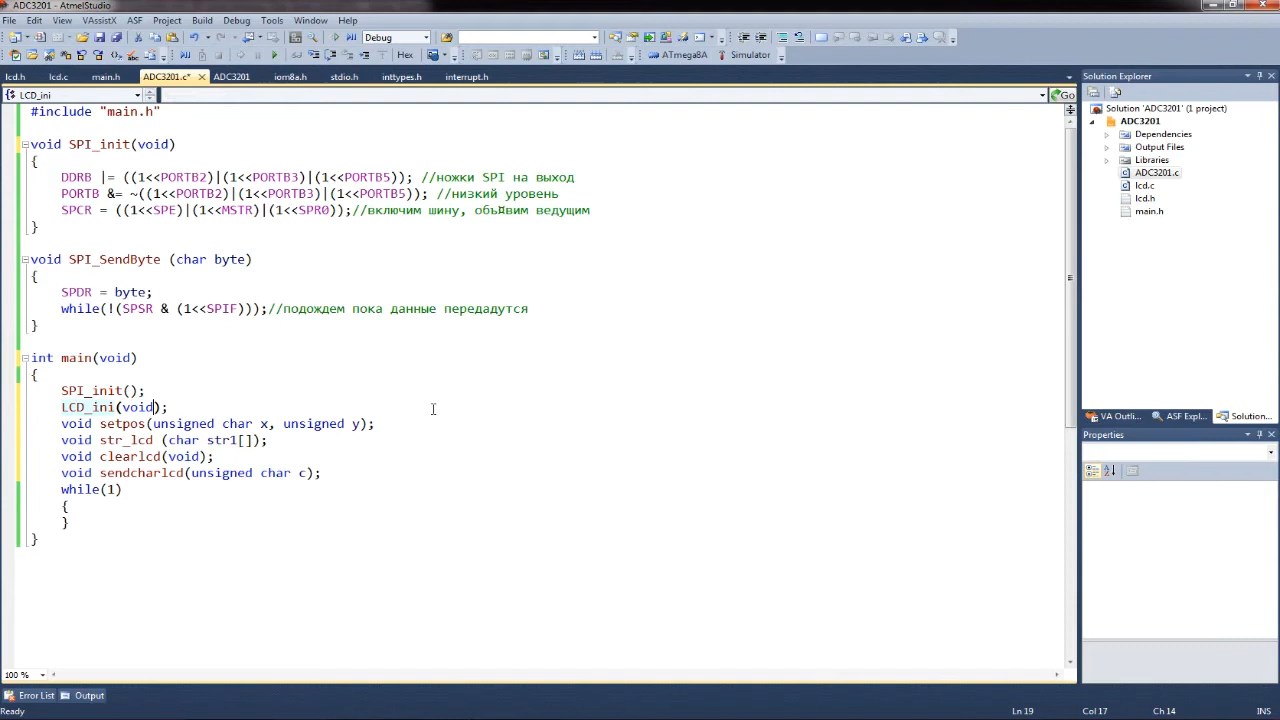 ADC3201 - AtmelStudio
File Edit View VAssistX ASF Project Build Debug Tools Window Help
Debug
Hex ATmega8A Simulator
lcd.h lcd.c main.h ADC3201.c* ADC3201 iom8a.h stdio.h inttypes.h interrupt.h
LCD_ini Go
#include "main.h"
void SPI_init(void)
{
DDRB |= ((1<<PORTB2)|(1<<PORTB3)|(1<<PORTB5)); //ножки SPI на выход
PORTB &= ~((1<<PORTB2)|(1<<PORTB3)|(1<<PORTB5)); //низкий уровень
SPCR = ((1<<SPE)|(1<<MSTR)|(1<<SPR0));//включим шину, объ¤вим ведущим
}
void SPI_SendByte (char byte)
{
SPDR = byte;
while(!(SPSR & (1<<SPIF)));//подождем пока данные передадутся
}
int main(void)
{
SPI_init();
LCD_ini(void);
void setpos(unsigned char x, unsigned y);
void str_lcd (char str1[]);
void clearlcd(void);
void sendcharlcd(unsigned char c);
while(1)
{
}
}
100 %
Error List Output
Ready Ln 19 Col 17 Ch 14 INS
Solution Explorer
Solution 'ADC3201' (1 project)
ADC3201
Dependencies
Output Files
Libraries
ADC3201.c
lcd.c
lcd.h
main.h
VA Outli... ASF Expl... Solution...
Properties